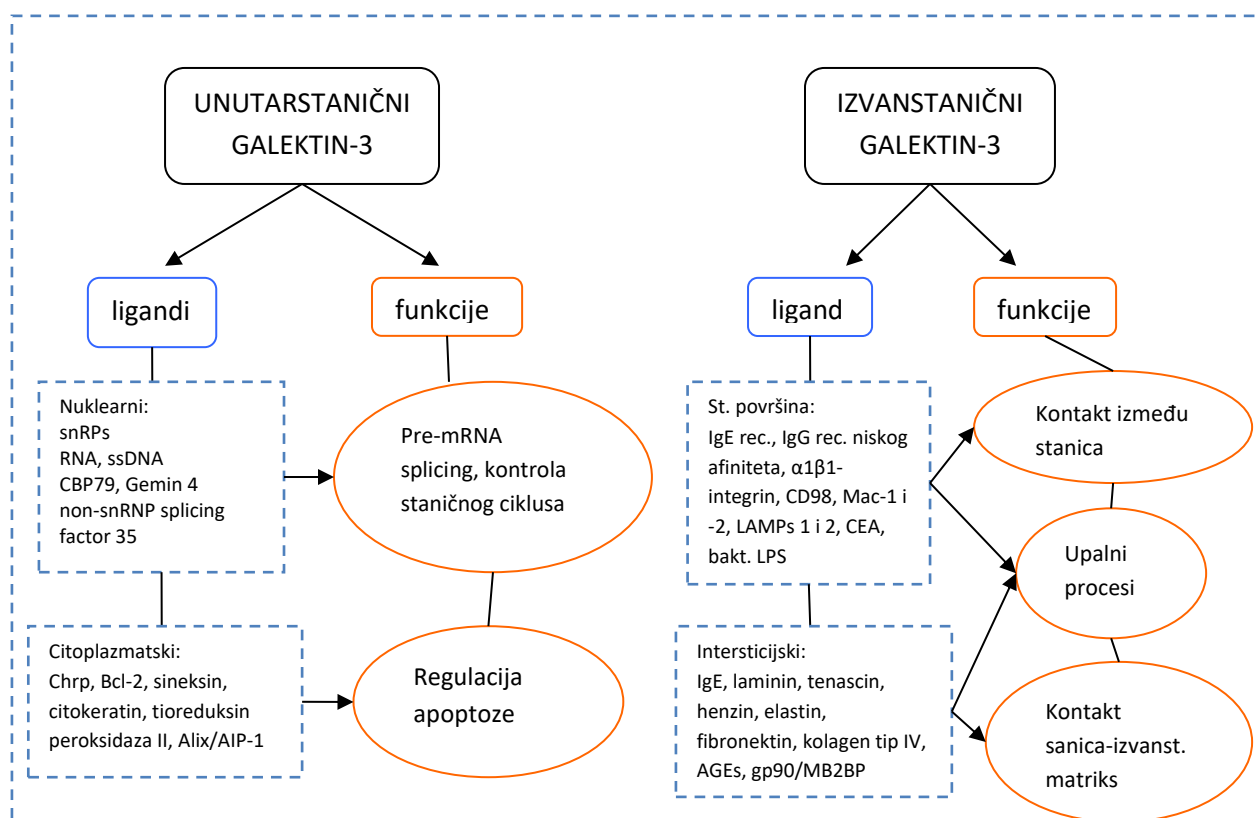 UNUTARSTANIČNI
GALEKTIN-3
ligandi
funkcije
Nuklearni:
snRPs
RNA, ssDNA
CBP79, Gemin 4
non-snRNP splicing
factor 35
Pre-mRNA
splicing, kontrola
staničnog ciklusa
Citoplazmatski:
Chrp, Bcl-2, sineksin,
citokeratin, tioreduksin
peroksidaza II, Alix/AIP-1
Regulacija
apoptoze
IZVANSTANIČNI
GALEKTIN-3
ligand
funkcije
St. površina:
IgE rec., IgG rec. niskog
afiniteta, α1β1-
integrin, CD98, Mac-1 i
-2, LAMPs 1 i 2, CEA,
bakt. LPS
Kontakt između
stanica
Upalni
procesi
Intersticijski:
IgE, laminin, tenascin,
henzin, elastin,
fibronektin, kolagen tip IV,
AGEs, gp90/MB2BP
Kontakt
sanica-izvanst.
matriks